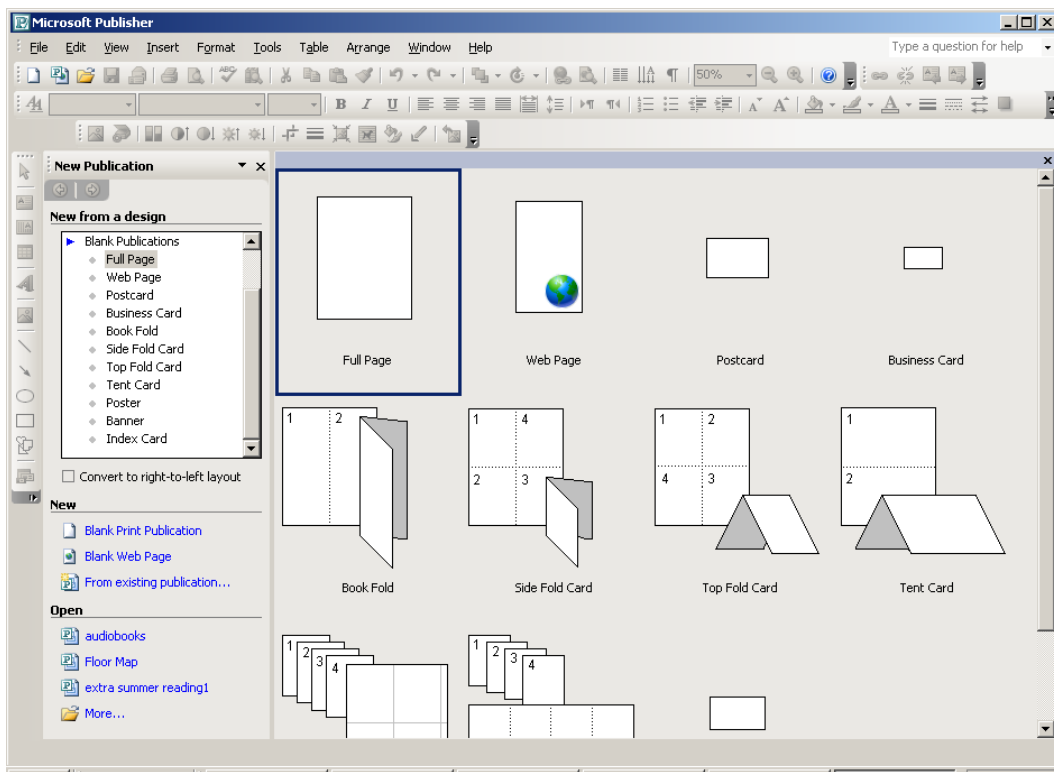 Microsoft Publisher
File Edit View Insert Format Tools Table Arrange Window Help
Type a question for help
ABC
50%
B I U
A A A
New Publication
New from a design
Blank Publications
Full Page
Web Page
Postcard
Business Card
Book Fold
Side Fold Card
Top Fold Card
Tent Card
Poster
Banner
Index Card
Convert to right-to-left layout
New
Blank Print Publication
Blank Web Page
From existing publication...
Open
audiobooks
Floor Map
extra summer reading1
More...
Full Page Web Page Postcard Business Card
1 2 1 4 1 2 1
2 3 4 3 2
Book Fold Side Fold Card Top Fold Card Tent Card
1 2 3 4 1 2 3 4